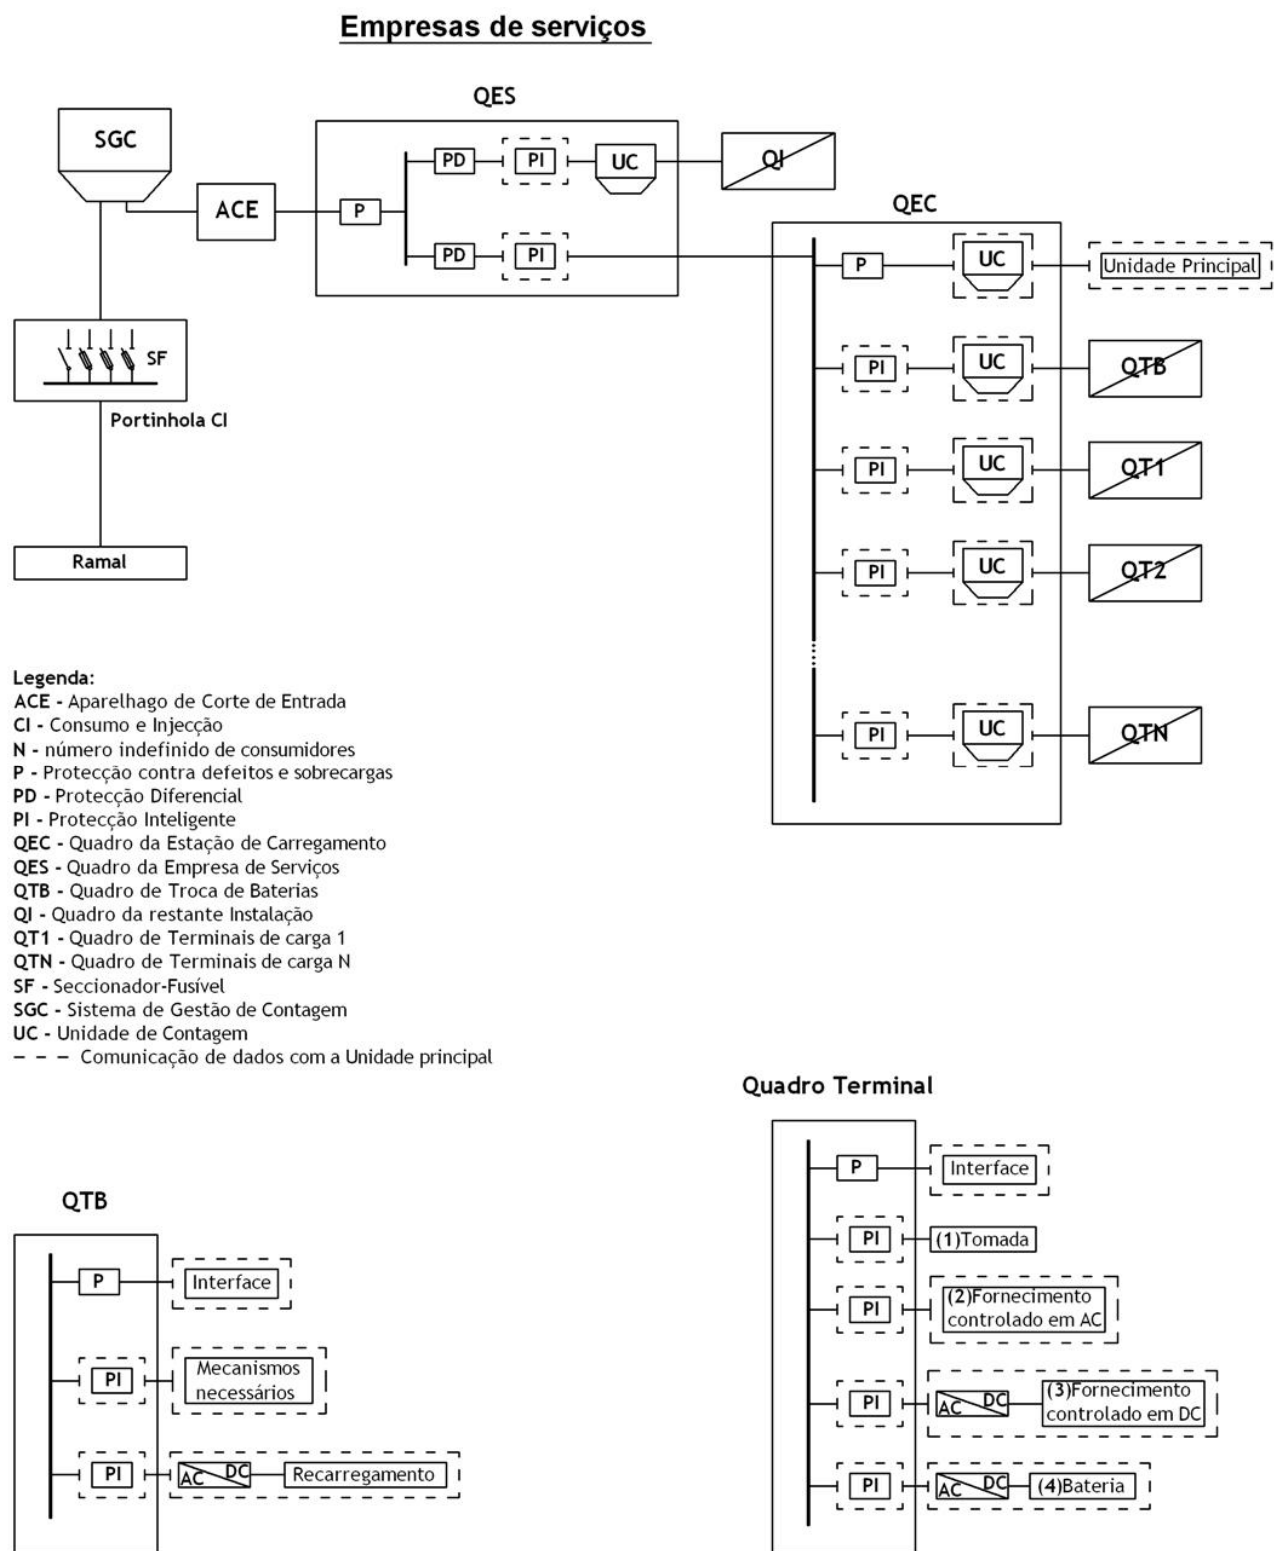 Empresas de serviços
QES
SGC
PD
PI
UC
QI
ACE
P
QEC
PD
PI
P
UC
Unidade Principal
SF
PI
UC
QTB
Portinhola CI
PI
UC
QT1
Ramal
PI
UC
QT2
PI
UC
QTN
Legenda:
ACE - Aparelhago de Corte de Entrada
CI - Consumo e Injecção
N - número indefinido de consumidores
P - Protecção contra defeitos e sobrecargas
PD - Protecção Diferencial
PI - Protecção Inteligente
QEC - Quadro da Estação de Carregamento
QES - Quadro da Empresa de Serviços
QTB - Quadro de Troca de Baterias
QI - Quadro da restante Instalação
QT1 - Quadro de Terminais de carga 1
QTN - Quadro de Terminais de carga N
SF - Seccionador-Fusível
SGC - Sistema de Gestão de Contagem
UC - Unidade de Contagem
– – – Comunicação de dados com a Unidade principal
QTB
P
Interface
PI
Mecanismos
necessários
PI
AC DC
Recarregamento
Quadro Terminal
P
Interface
PI
(1)Tomada
PI
(2)Fornecimento
controlado em AC
PI
AC DC
(3)Fornecimento
controlado em DC
PI
AC DC
(4)Bateria